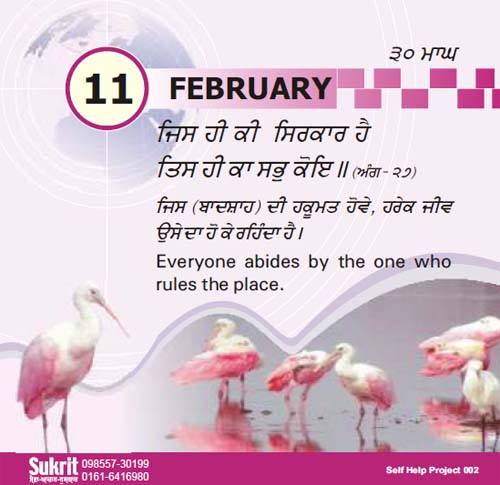 ੩੦ ਮਾਘ
11 FEBRUARY
ਜਿਸ ਹੀ ਕੀ ਸਿਰਕਾਰ ਹੈ
ਤਿਸ ਹੀ ਕਾ ਸਭੁ ਕੋਇ॥ (ਅੰਗ - ੨੭)
ਜਿਸ (ਬਾਦਸ਼ਾਹ) ਦੀ ਹਕੂਮਤ ਹੋਵੇ, ਹਰੇਕ ਜੀਵ
ਉਸੇ ਦਾ ਹੋ ਕੇ ਰਹਿੰਦਾ ਹੈ।
Everyone abides by the one who
rules the place.
Sukrit 098557-30199
0161-6416980
Self Help Project 002